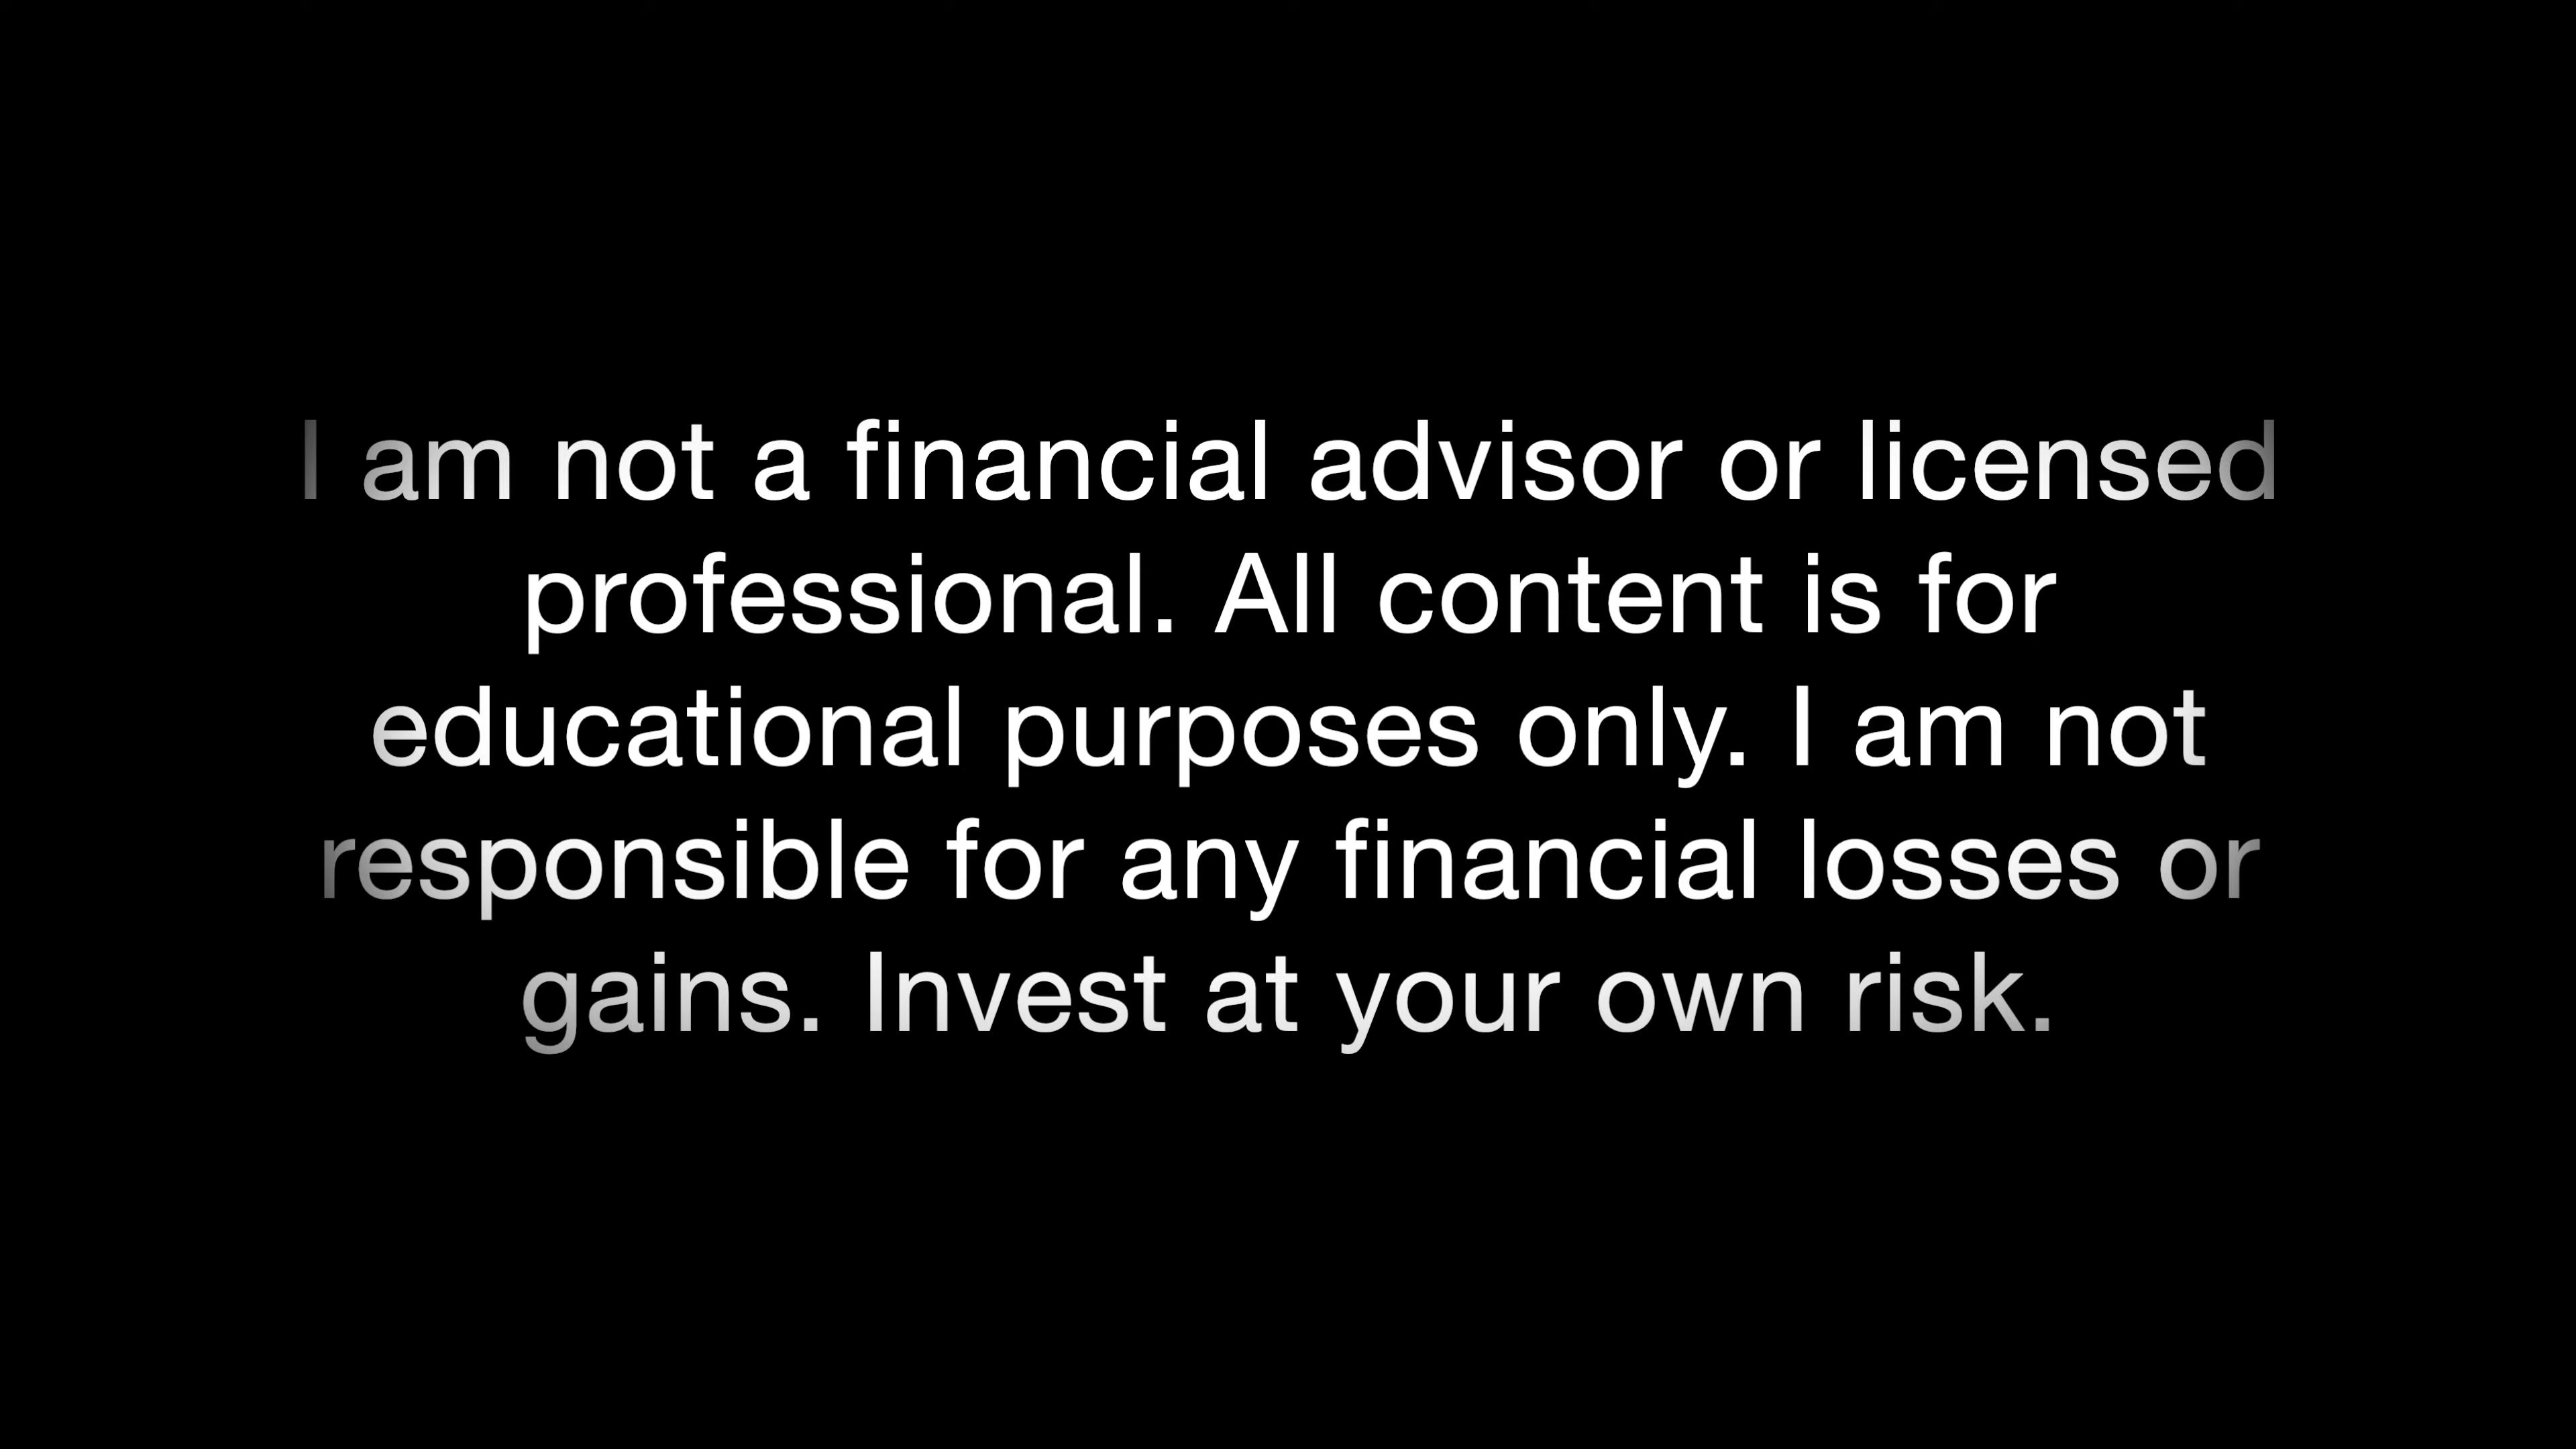 I am not a financial advisor or licensed
professional. All content is for
educational purposes only. I am not
responsible for any financial losses or
gains. Invest at your own risk.